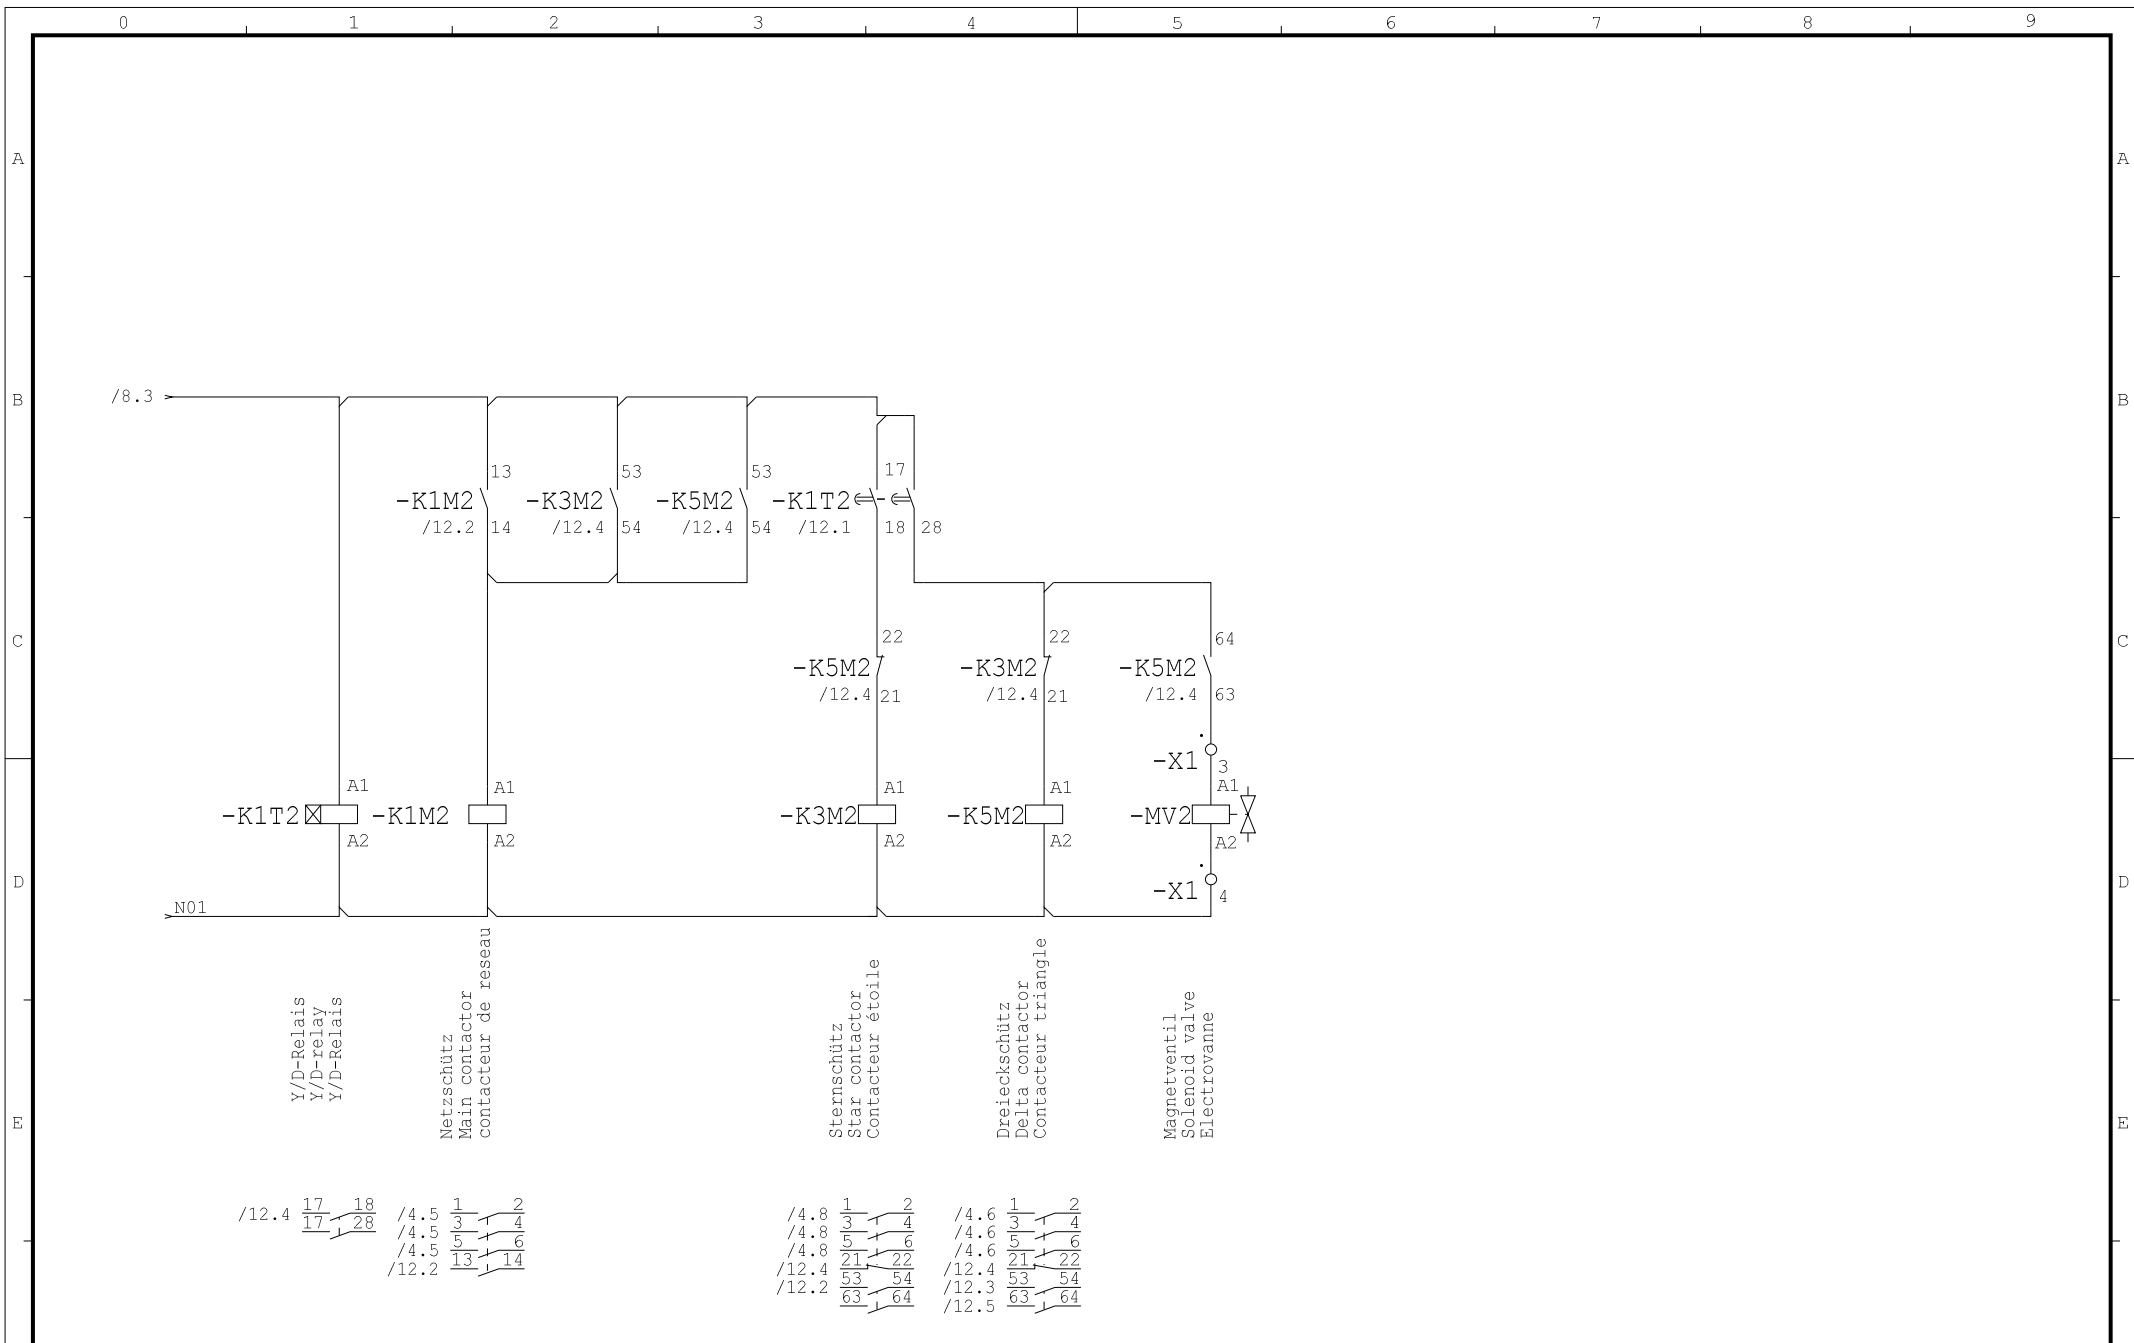 0 1 2 3 4 5 6 7 8 9
A A
/8.3
B B
13 53 53 17
-K1M2 -K3M2 -K5M2 -K1T2
/12.2 14 /12.4 54 /12.4 54 /12.1 18 28
22 22 64
C C
-K5M2 -K3M2 -K5M2
/12.4 21 /12.4 21 /12.4 63
-X1 3
A1 A1 A1 A1 A1
-K1T2 -K1M2 -K3M2 -K5M2 -MV2
A2 A2 A2 A2 A2
D D
-X1 4
N01
Y/D-Relais
Y/D-relay
Y/D-Relais
Netzschütz
Main contactor
contacteur de reseau
Sternschütz
Star contactor
Contacteur étoile
Dreieckschütz
Delta contactor
Contacteur triangle
Magnetventil
Solenoid valve
Electrovanne
E E
/12.4 17 18
17 28
/4.5 1 2
/4.5 3 4
/4.5 5 6
/12.2 13 14
/4.8 1 2
/4.8 3 4
/4.8 5 6
/12.4 21 22
/12.2 53 54
63 64
/4.6 1 2
/4.6 3 4
/4.6 5 6
/12.4 21 22
/12.3 53 54
/12.5 63 64